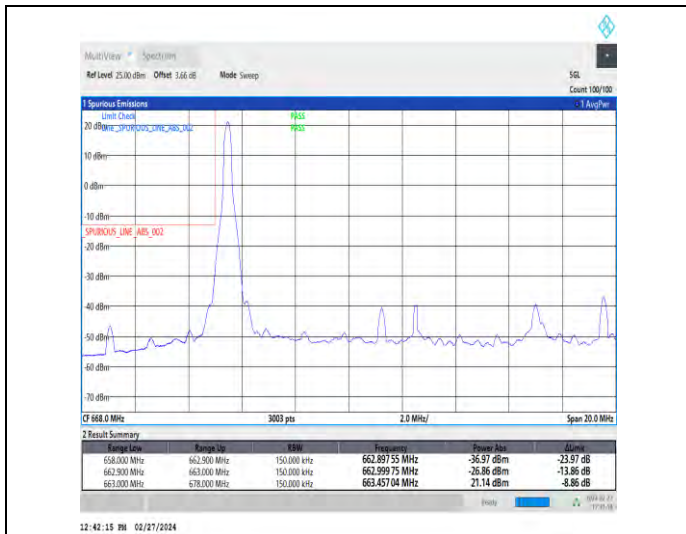 MultiView Spectrum
Ref Level 25.00 dBm Offset 3.66 dB Mode Sweep SGL
Count 100/100
1 Spurious Emissions 1 AvgPwr
Limit Check PASS
20 dBm LINE_SPURIOUS_LINE_ABS_002 PASS
10 dBm
0 dBm
-10 dBm
SPURIOUS_LINE_ABS_002
-20 dBm
-30 dBm
-40 dBm
-50 dBm
-60 dBm
-70 dBm
CF 668.0 MHz 3003 pts 2.0 MHz/ Span 20.0 MHz
2 Result Summary
Range Low Range Up RBW Frequency Power Abs ΔLimit
658.000 MHz 662.900 MHz 150.000 kHz 662.89755 MHz -36.97 dBm -23.97 dB
662.900 MHz 663.000 MHz 150.000 kHz 662.99975 MHz -26.86 dBm -13.86 dB
663.000 MHz 678.000 MHz 150.000 kHz 663.45704 MHz 21.14 dBm -8.86 dB
Ready
12:42:15 PM 02/27/2024